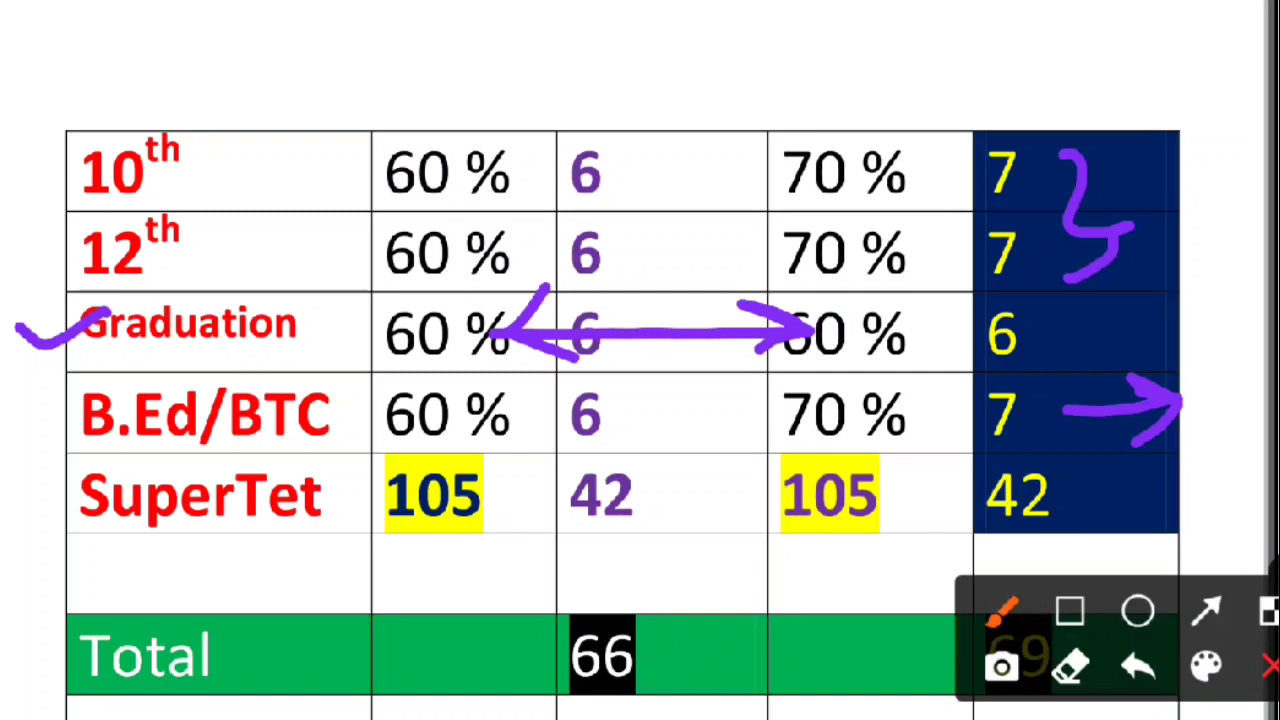 10th 60 % 6 70 % 7
12th 60 % 6 70 % 7
Graduation 60 % 6 60 % 6
B.Ed/BTC 60 % 6 70 % 7
SuperTet 105 42 105 42
Total 66 69